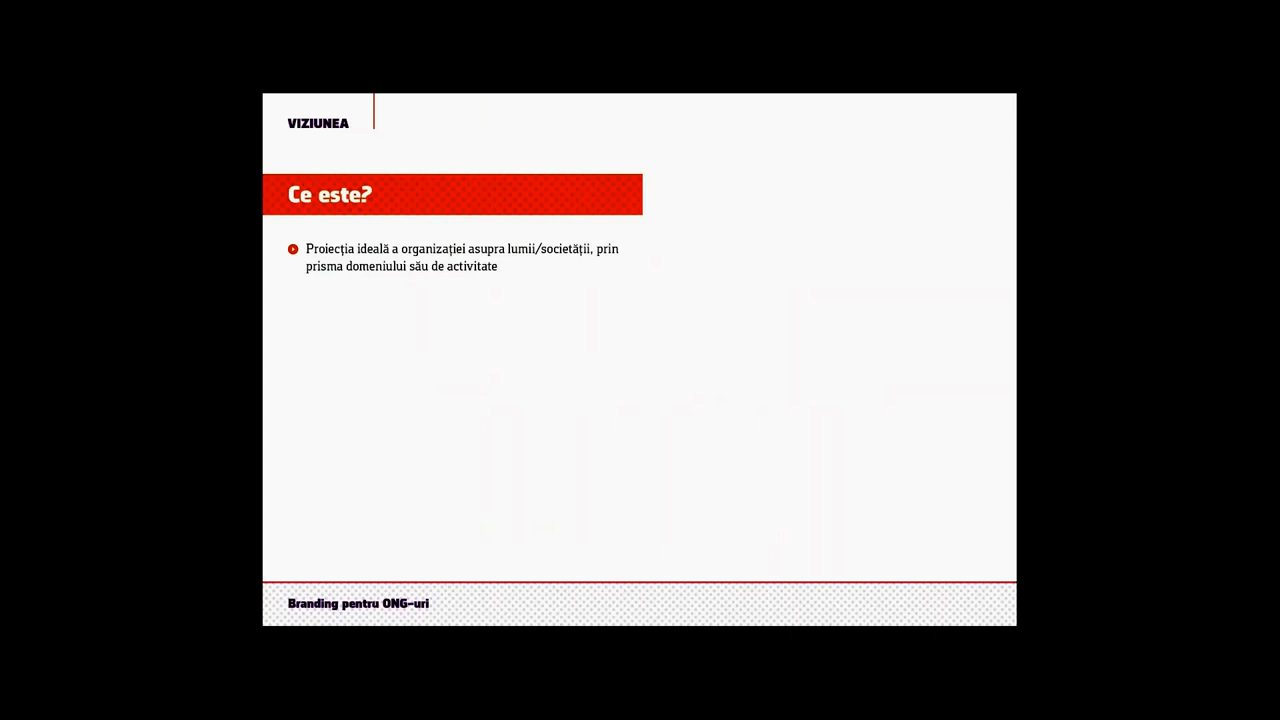 VIZIUNEA
Ce este?
Proiecția ideală a organizației asupra lumii/societății, prin
prisma domeniului său de activitate
Branding pentru ONG-uri